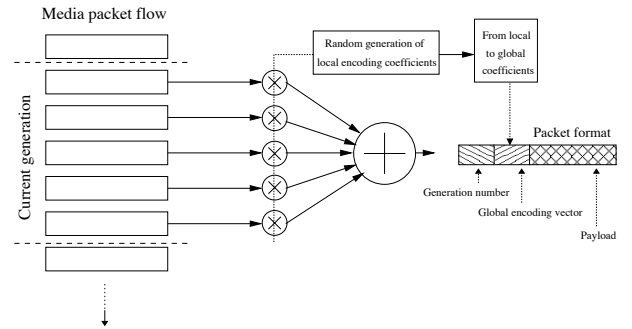 Media packet flow
Current generation
Random generation of
local encoding coefficients
From local
to global
coefficients
Packet format
Generation number
Global encoding vector
Payload